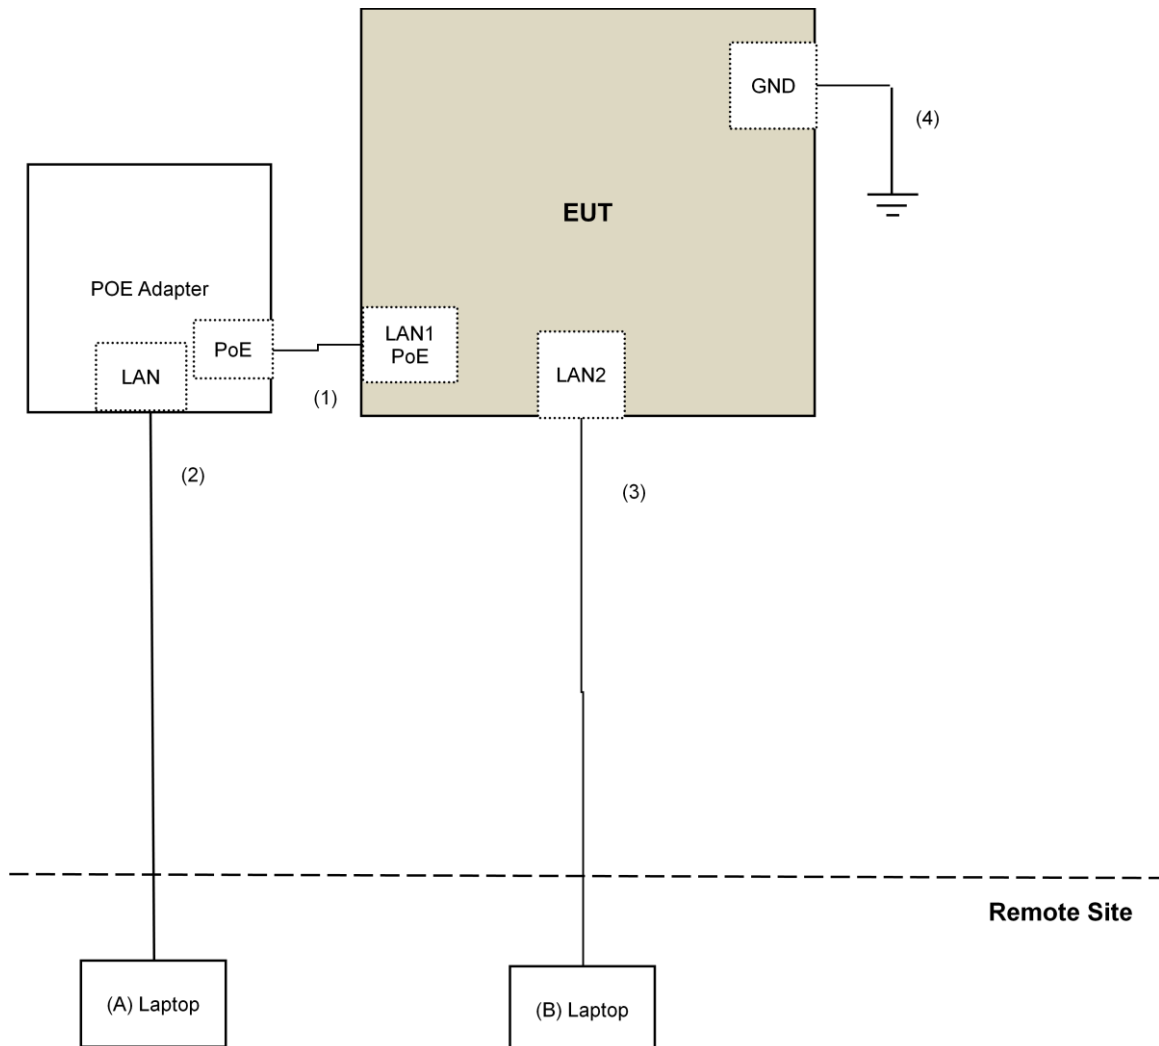 GND
(4)
EUT
POE Adapter
LAN1
PoE
PoE
LAN
LAN2
(1)
(2)
(3)
Remote Site
(A) Laptop
(B) Laptop